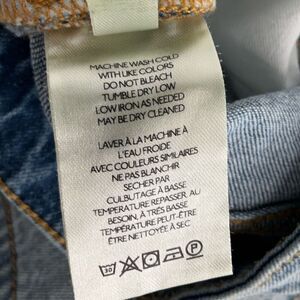 MACHINE WASH COLD
WITH LIKE COLORS
DO NOT BLEACH
TUMBLE DRY LOW
LOW IRON AS NEEDED
MAY BE DRY CLEANED
LAVER À LA MACHINE À
L'EAU FROIDE
AVEC COULEURS SIMILAIRES
NE PAS BLANCHIR
SECHER PAR
CULBUTAGE À BASSE
TEMPERATURE REPASSER AU
BESOIN, À TRÈS BASSE
TEMPÉRATURE PEUT-ÊTRE
ÊTRE NETTOYÉE À SEC